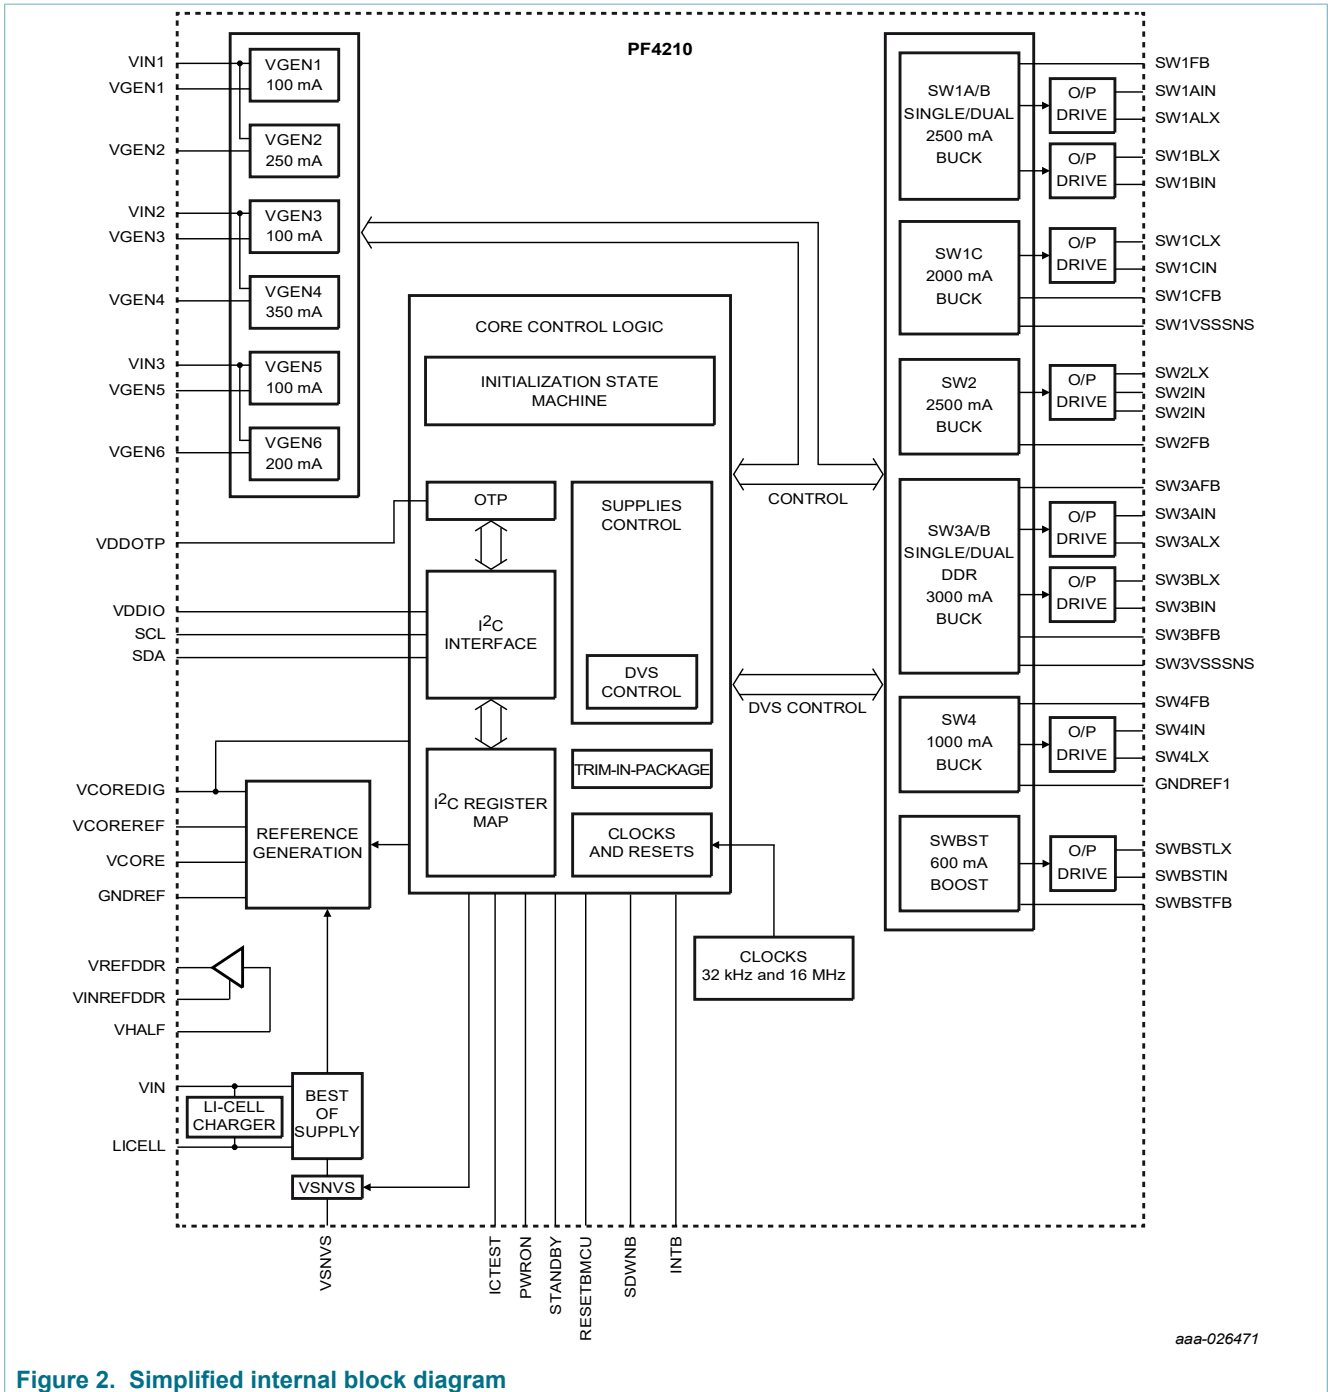 PF4210
VIN1
VGEN1
VGEN2
VIN2
VGEN3
VGEN4
VIN3
VGEN5
VGEN6
VDDOTP
VDDIO
SCL
SDA
VCOREDIG
VCOREREF
VCORE
GNDREF
VREFDDR
VINREFDDR
VHALF
VIN
LICELL
VGEN1
100 mA
VGEN2
250 mA
VGEN3
100 mA
VGEN4
350 mA
VGEN5
100 mA
VGEN6
200 mA
CORE CONTROL LOGIC
INITIALIZATION STATE
MACHINE
OTP
I2C
INTERFACE
I2C REGISTER
MAP
SUPPLIES
CONTROL
DVS
CONTROL
TRIM-IN-PACKAGE
CLOCKS
AND RESETS
CONTROL
DVS CONTROL
REFERENCE
GENERATION
CLOCKS
32 kHz and 16 MHz
LI-CELL
CHARGER
BEST
OF
SUPPLY
VSNVS
SW1A/B
SINGLE/DUAL
2500 mA
BUCK
O/P
DRIVE
O/P
DRIVE
SW1C
2000 mA
BUCK
O/P
DRIVE
SW2
2500 mA
BUCK
O/P
DRIVE
SW3A/B
SINGLE/DUAL
DDR
3000 mA
BUCK
O/P
DRIVE
O/P
DRIVE
SW4
1000 mA
BUCK
O/P
DRIVE
SWBST
600 mA
BOOST
O/P
DRIVE
SW1FB
SW1AIN
SW1ALX
SW1BLX
SW1BIN
SW1CLX
SW1CIN
SW1CFB
SW1VSSSNS
SW2LX
SW2IN
SW2IN
SW2FB
SW3AFB
SW3AIN
SW3ALX
SW3BLX
SW3BIN
SW3BFB
SW3VSSSNS
SW4FB
SW4IN
SW4LX
GNDREF1
SWBSTLX
SWBSTIN
SWBSTFB
VSNVS
ICTEST
PWRON
STANDBY
RESETBMCU
SDWNB
INTB
aaa-026471
Figure 2. Simplified internal block diagram